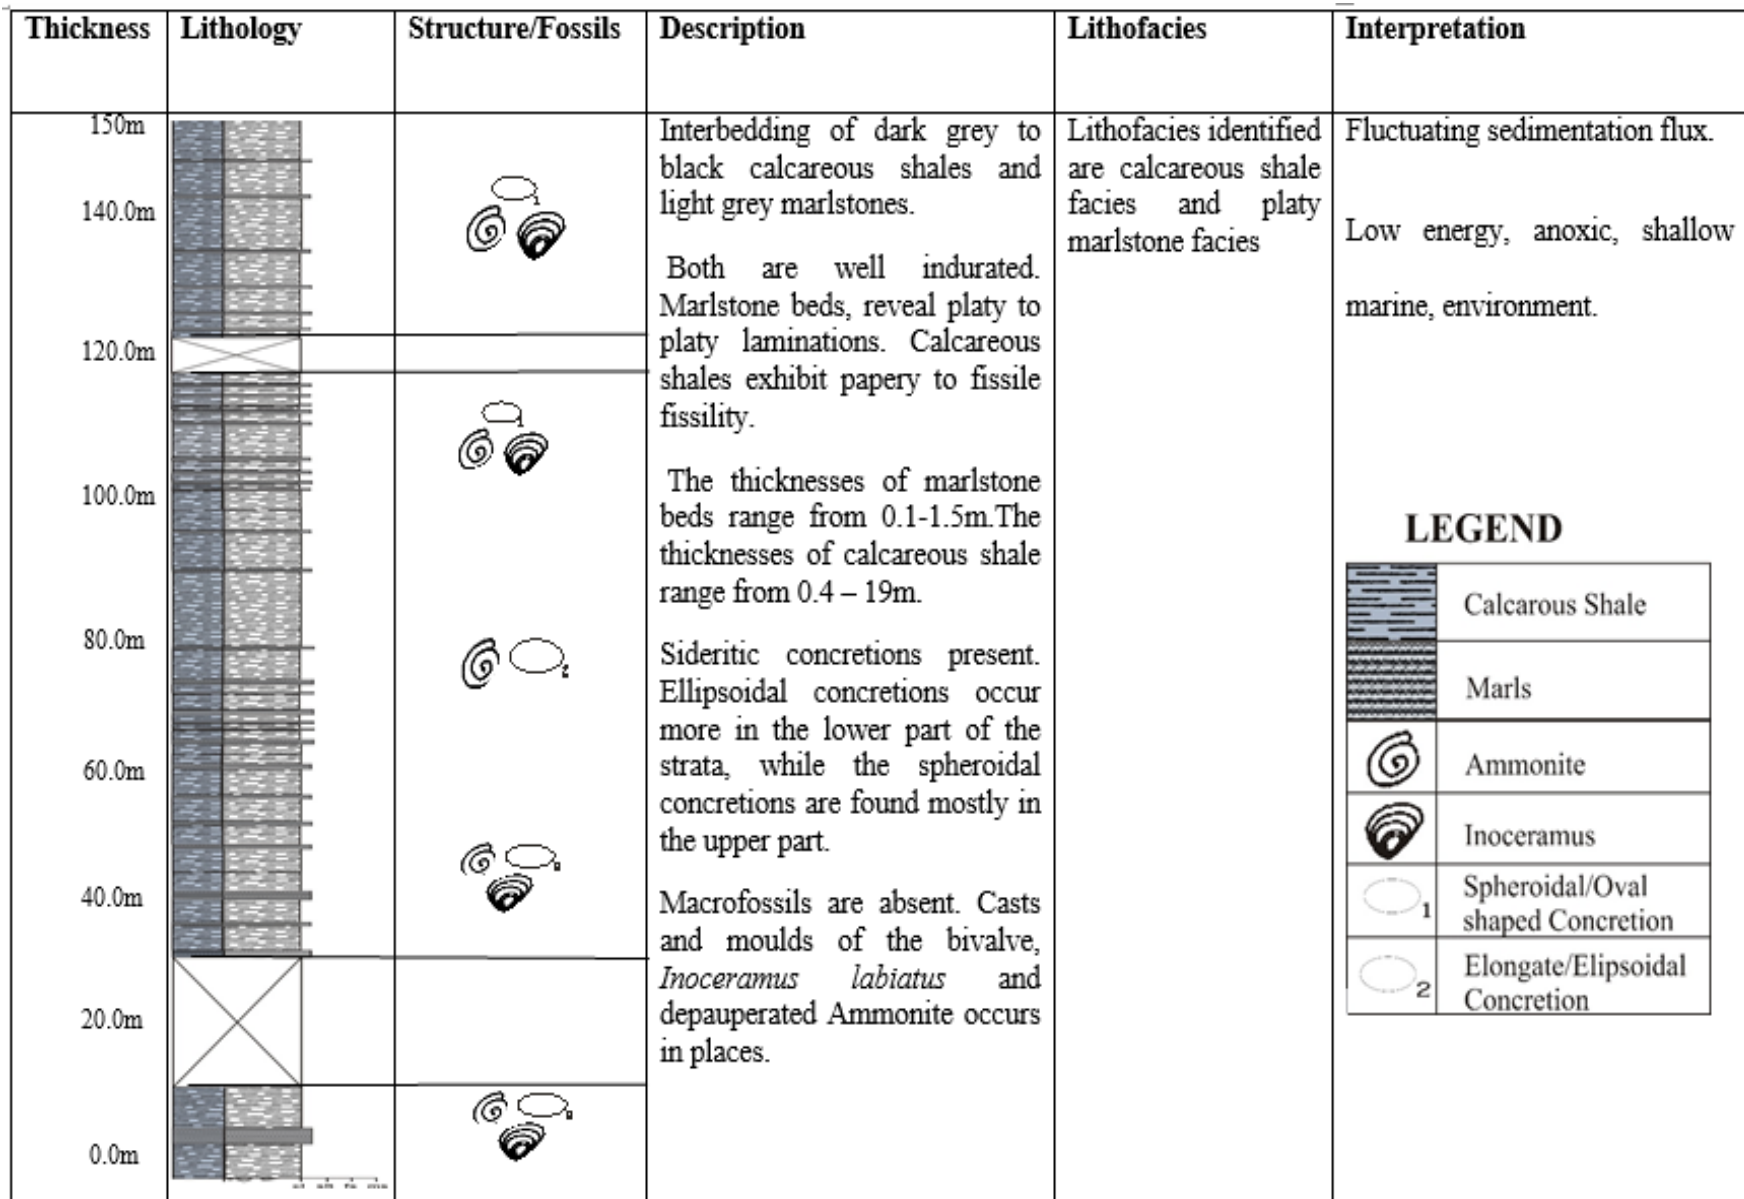 Thickness
Lithology
Structure/Fossils
Description
Lithofacies
Interpretation
150m
140.0m
120.0m
100.0m
80.0m
60.0m
40.0m
20.0m
0.0m
1
1
2
Interbedding of dark grey to
black calcareous shales and
light grey marlstones.
Both are well indurated.
Marlstone beds, reveal platy to
platy laminations. Calcareous
shales exhibit papery to fissile
fissility.
The thicknesses of marlstone
beds range from 0.1-1.5m.The
thicknesses of calcareous shale
range from 0.4 – 19m.
Sideritic concretions present.
Ellipsoidal concretions occur
more in the lower part of the
strata, while the spheroidal
concretions are found mostly in
the upper part.
Macrofossils are absent. Casts
and moulds of the bivalve,
Inoceramus labiatus and
depauperated Ammonite occurs
in places.
Lithofacies identified
are calcareous shale
facies and platy
marlstone facies
Fluctuating sedimentation flux.
Low energy, anoxic, shallow
marine, environment.
LEGEND
Calcarous Shale
Marls
Ammonite
Inoceramus
1
Spheroidal/Oval
shaped Concretion
2
Elongate/Elipsoidal
Concretion